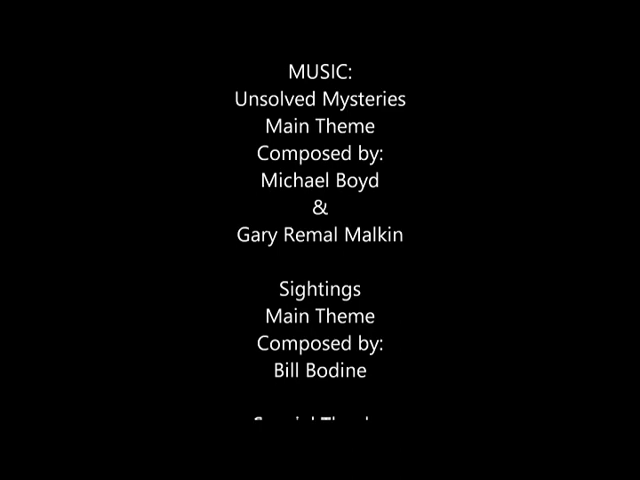 MUSIC:
Unsolved Mysteries
Main Theme
Composed by:
Michael Boyd
&
Gary Remal Malkin
Sightings
Main Theme
Composed by:
Bill Bodine